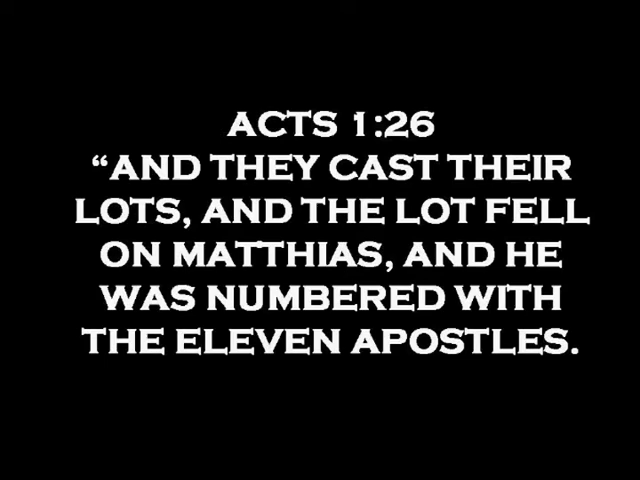 ACTS 1:26
“AND THEY CAST THEIR
LOTS, AND THE LOT FELL
ON MATTHIAS, AND HE
WAS NUMBERED WITH
THE ELEVEN APOSTLES.